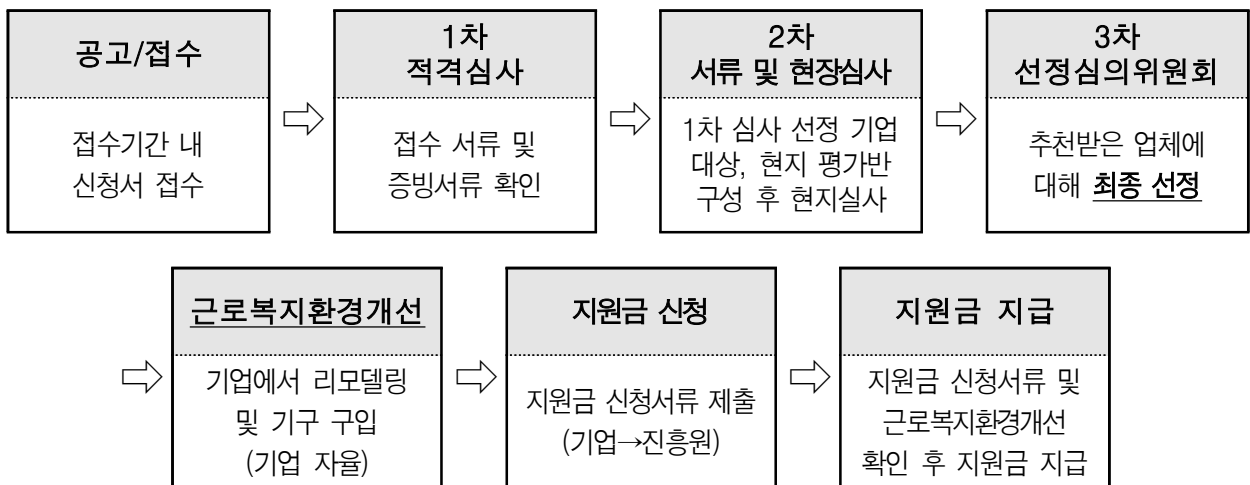 공고/접수
접수기간 내
신청서 접수
⇨
1차
적격심사
접수 서류 및
증빙서류 확인
⇨
2차
서류 및 현장심사
1차 심사 선정 기업
대상, 현지 평가반
구성 후 현지실사
⇨
3차
선정심의위원회
추천받은 업체에
대해 최종 선정
⇨
근로복지환경개선
기업에서 리모델링
및 기구 구입
(기업 자율)
⇨
지원금 신청
지원금 신청서류 제출
(기업→진흥원)
⇨
지원금 지급
지원금 신청서류 및
근로복지환경개선
확인 후 지원금 지급